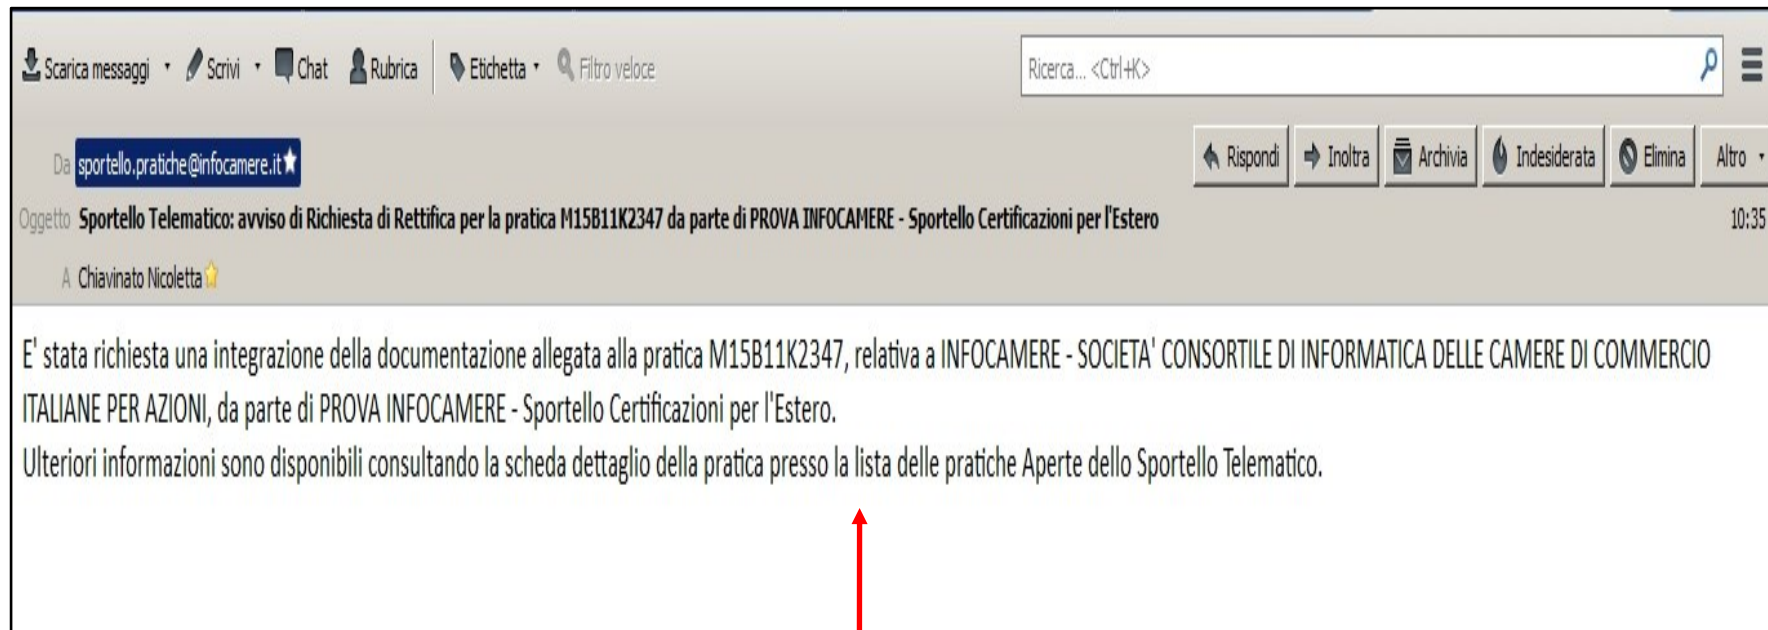 Scarica messaggi Scrivi Chat Rubrica Etichetta Filtro veloce Ricerca... <Ctrl+K>
Da sportello.pratiche@infocamere.it Rispondi Inoltra Archivia Indesiderata Elimina Altro
Oggetto Sportello Telematico: avviso di Richiesta di Rettifica per la pratica M15B11K2347 da parte di PROVA INFOCAMERE - Sportello Certificazioni per l'Estero 10:35
A Chiavinato Nicoletta
E' stata richiesta una integrazione della documentazione allegata alla pratica M15B11K2347, relativa a INFOCAMERE - SOCIETA' CONSORTILE DI INFORMATICA DELLE CAMERE DI COMMERCIO
ITALIANE PER AZIONI, da parte di PROVA INFOCAMERE - Sportello Certificazioni per l'Estero.
Ulteriori informazioni sono disponibili consultando la scheda dettaglio della pratica presso la lista delle pratiche Aperte dello Sportello Telematico.